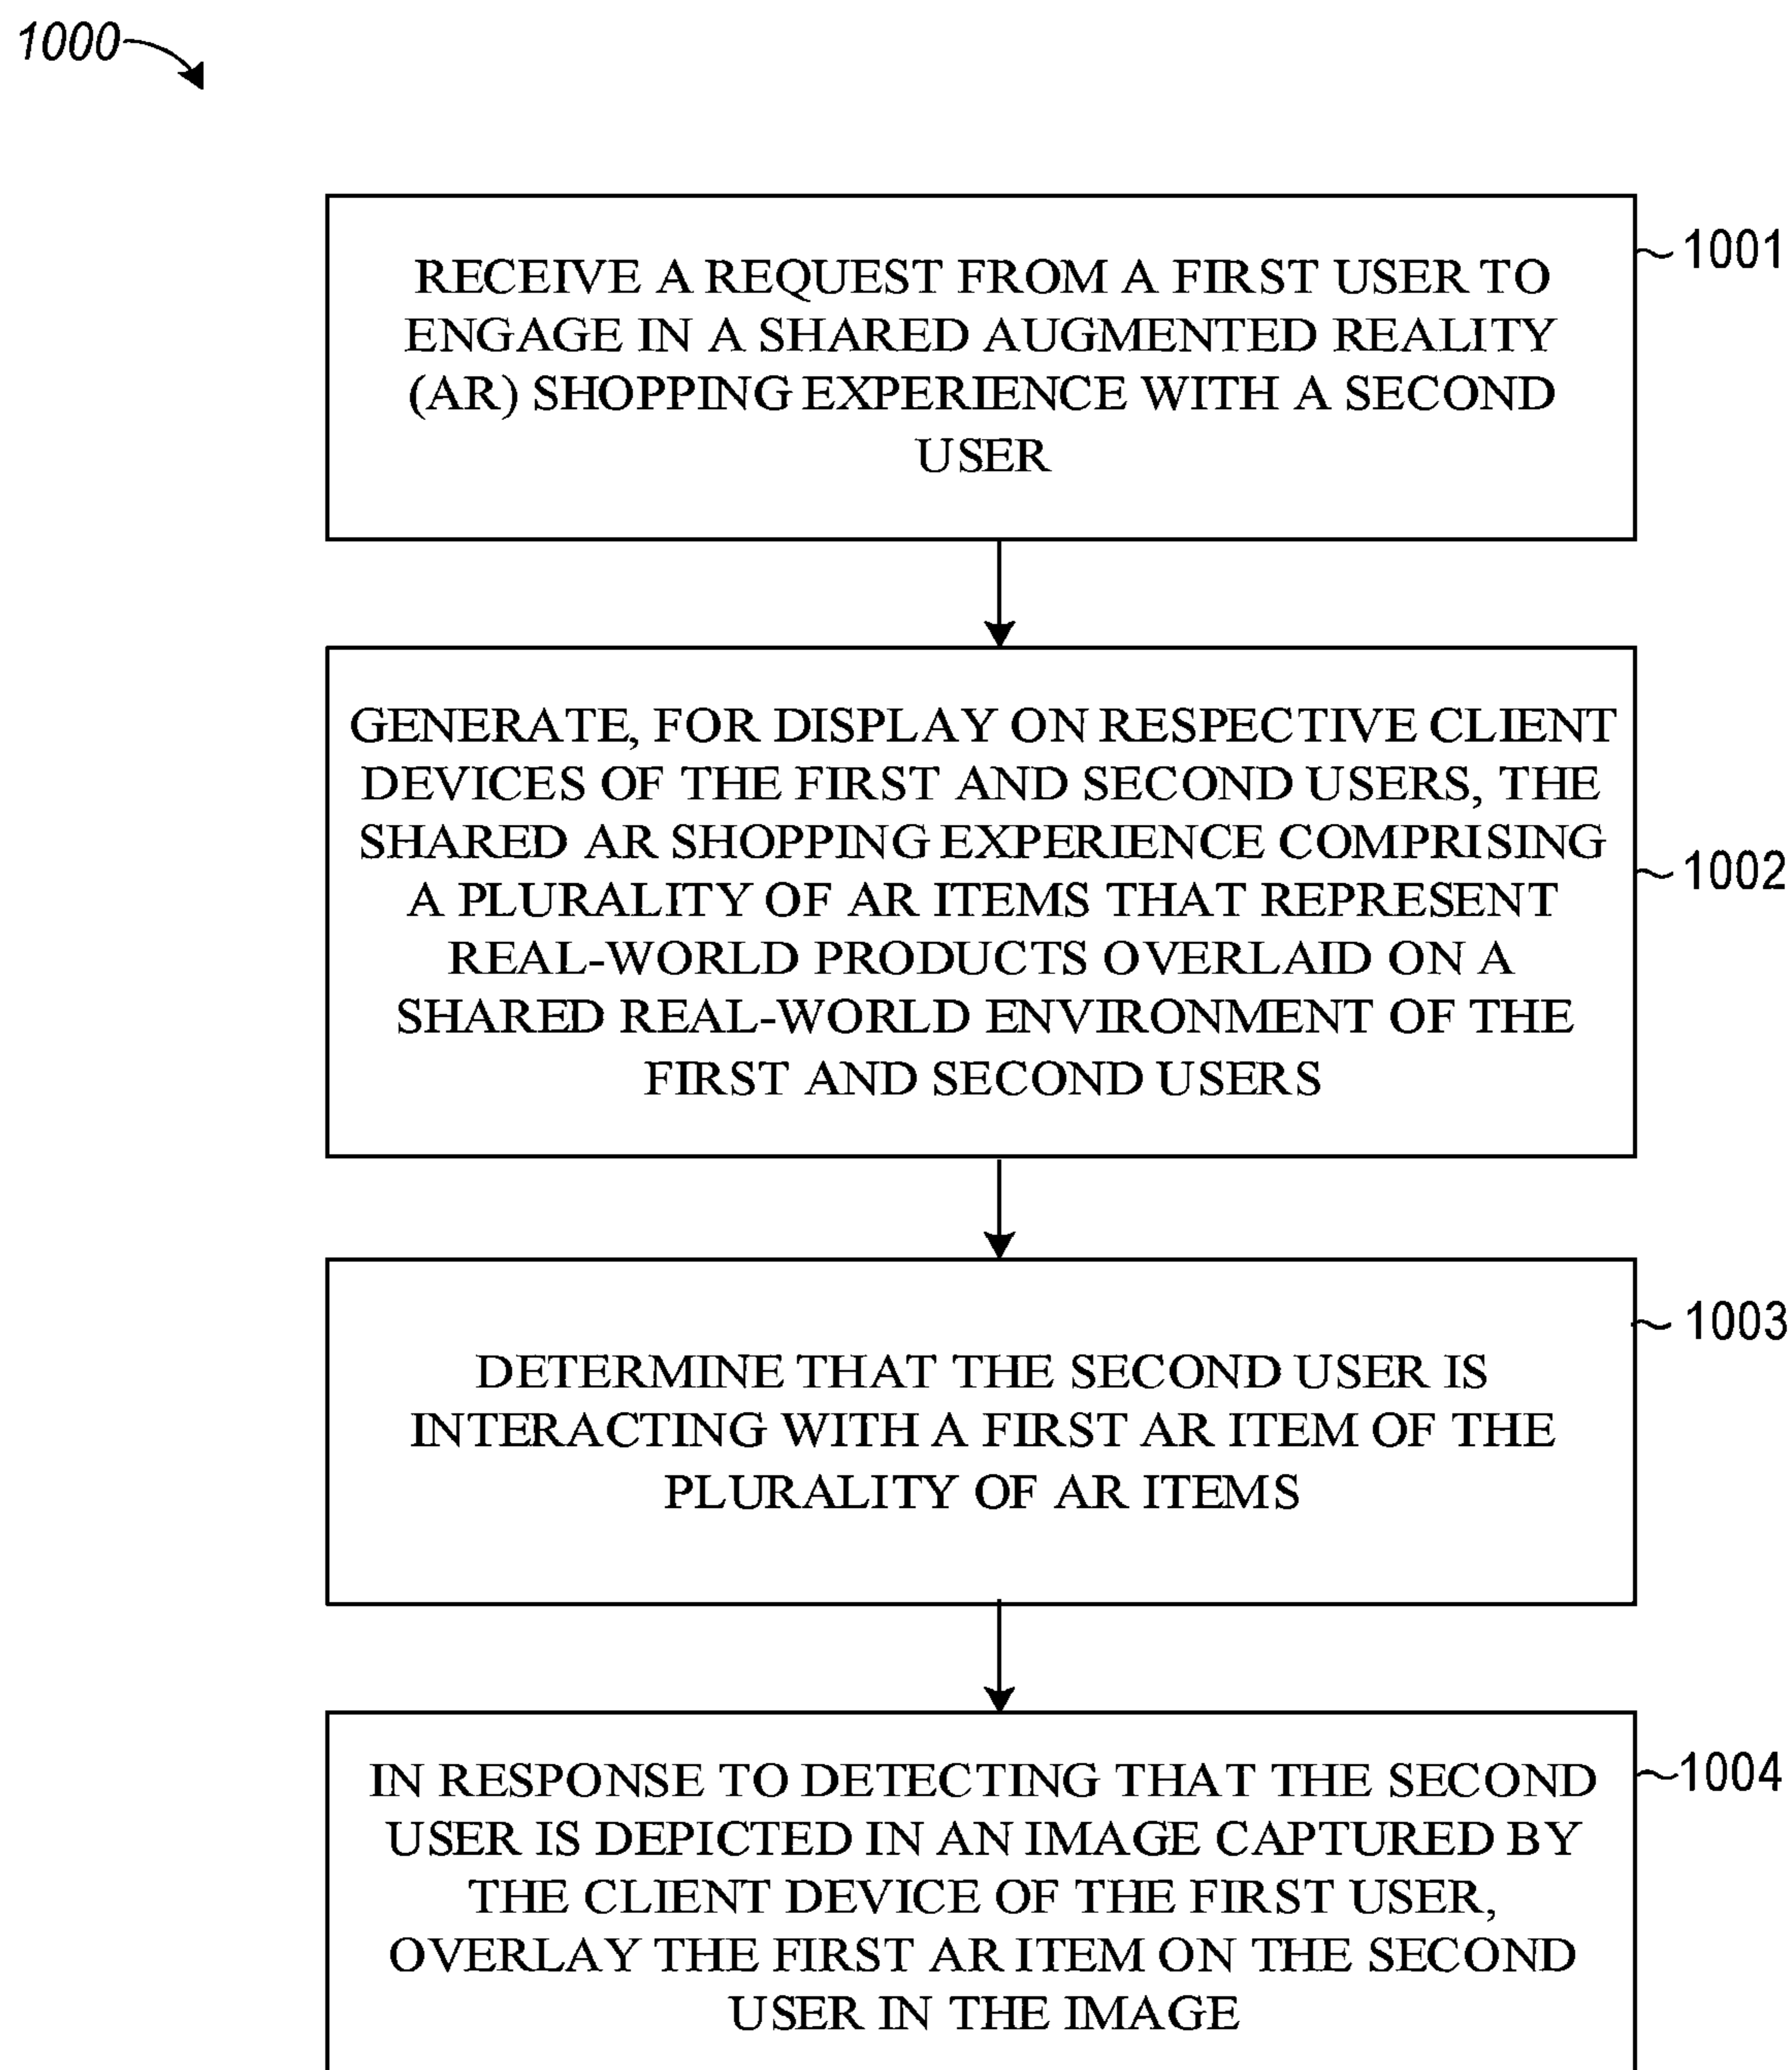 1000
RECEIVE A REQUEST FROM A FIRST USER TO
ENGAGE IN A SHARED AUGMENTED REALITY
(AR) SHOPPING EXPERIENCE WITH A SECOND
USER
1001
GENERATE, FOR DISPLAY ON RESPECTIVE CLIENT
DEVICES OF THE FIRST AND SECOND USERS, THE
SHARED AR SHOPPING EXPERIENCE COMPRISING
A PLURALITY OF AR ITEMS THAT REPRESENT
REAL-WORLD PRODUCTS OVERLAID ON A
SHARED REAL-WORLD ENVIRONMENT OF THE
FIRST AND SECOND USERS
1002
DETERMINE THAT THE SECOND USER IS
INTERACTING WITH A FIRST AR ITEM OF THE
PLURALITY OF AR ITEMS
1003
IN RESPONSE TO DETECTING THAT THE SECOND
USER IS DEPICTED IN AN IMAGE CAPTURED BY
THE CLIENT DEVICE OF THE FIRST USER,
OVERLAY THE FIRST AR ITEM ON THE SECOND
USER IN THE IMAGE
1004